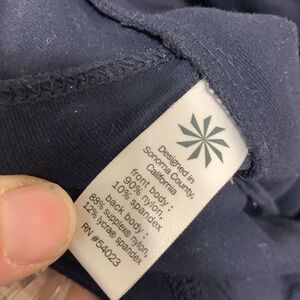 Designed in
Sonoma County,
California
front body :
90% nylon,
10% spandex
back body :
88% supplex® nylon,
12% lycra® spandex
RN #54023